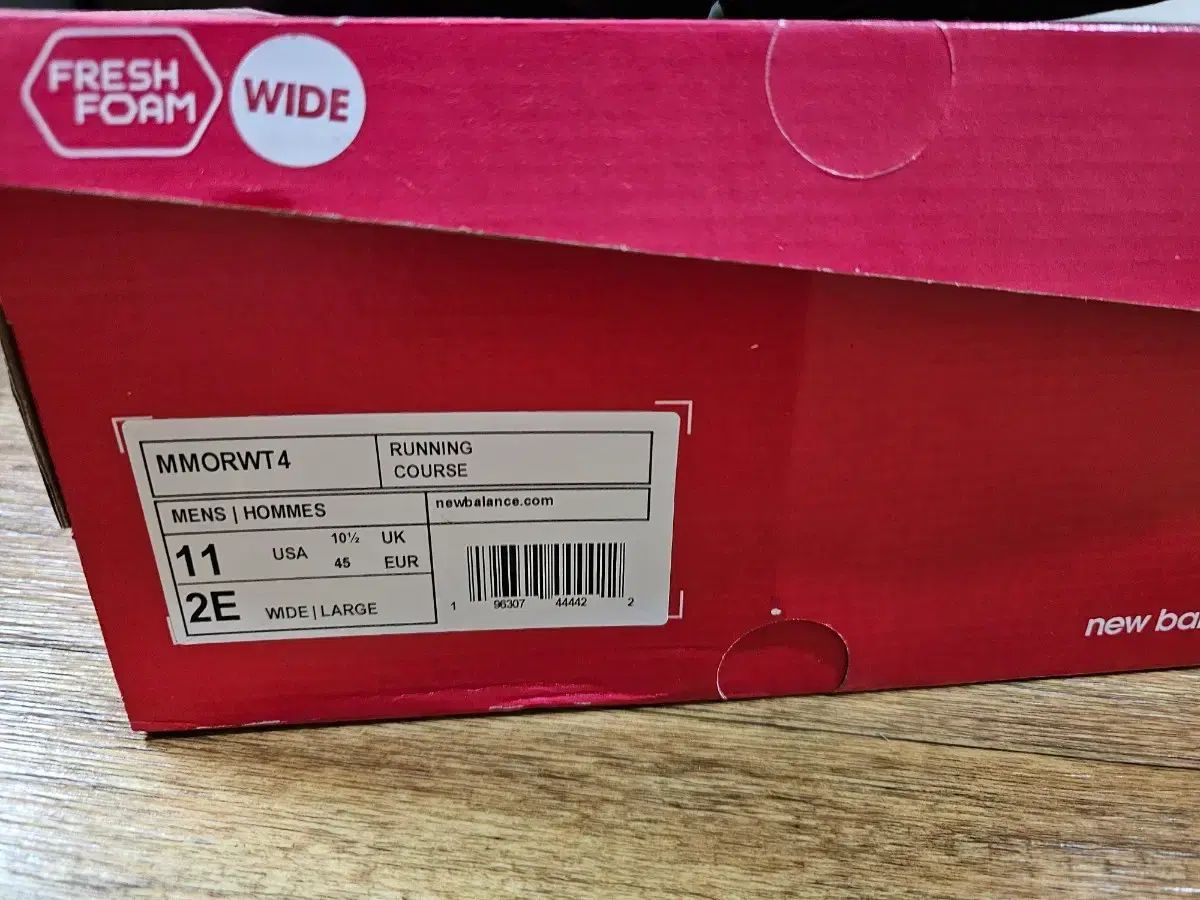 FRESH
FOAM
WIDE
MMORWT4
RUNNING
COURSE
MENS | HOMMES
newbalance.com
11 USA 10½ UK
45 EUR
2E WIDE | LARGE
1 96307 44442 2
new ba